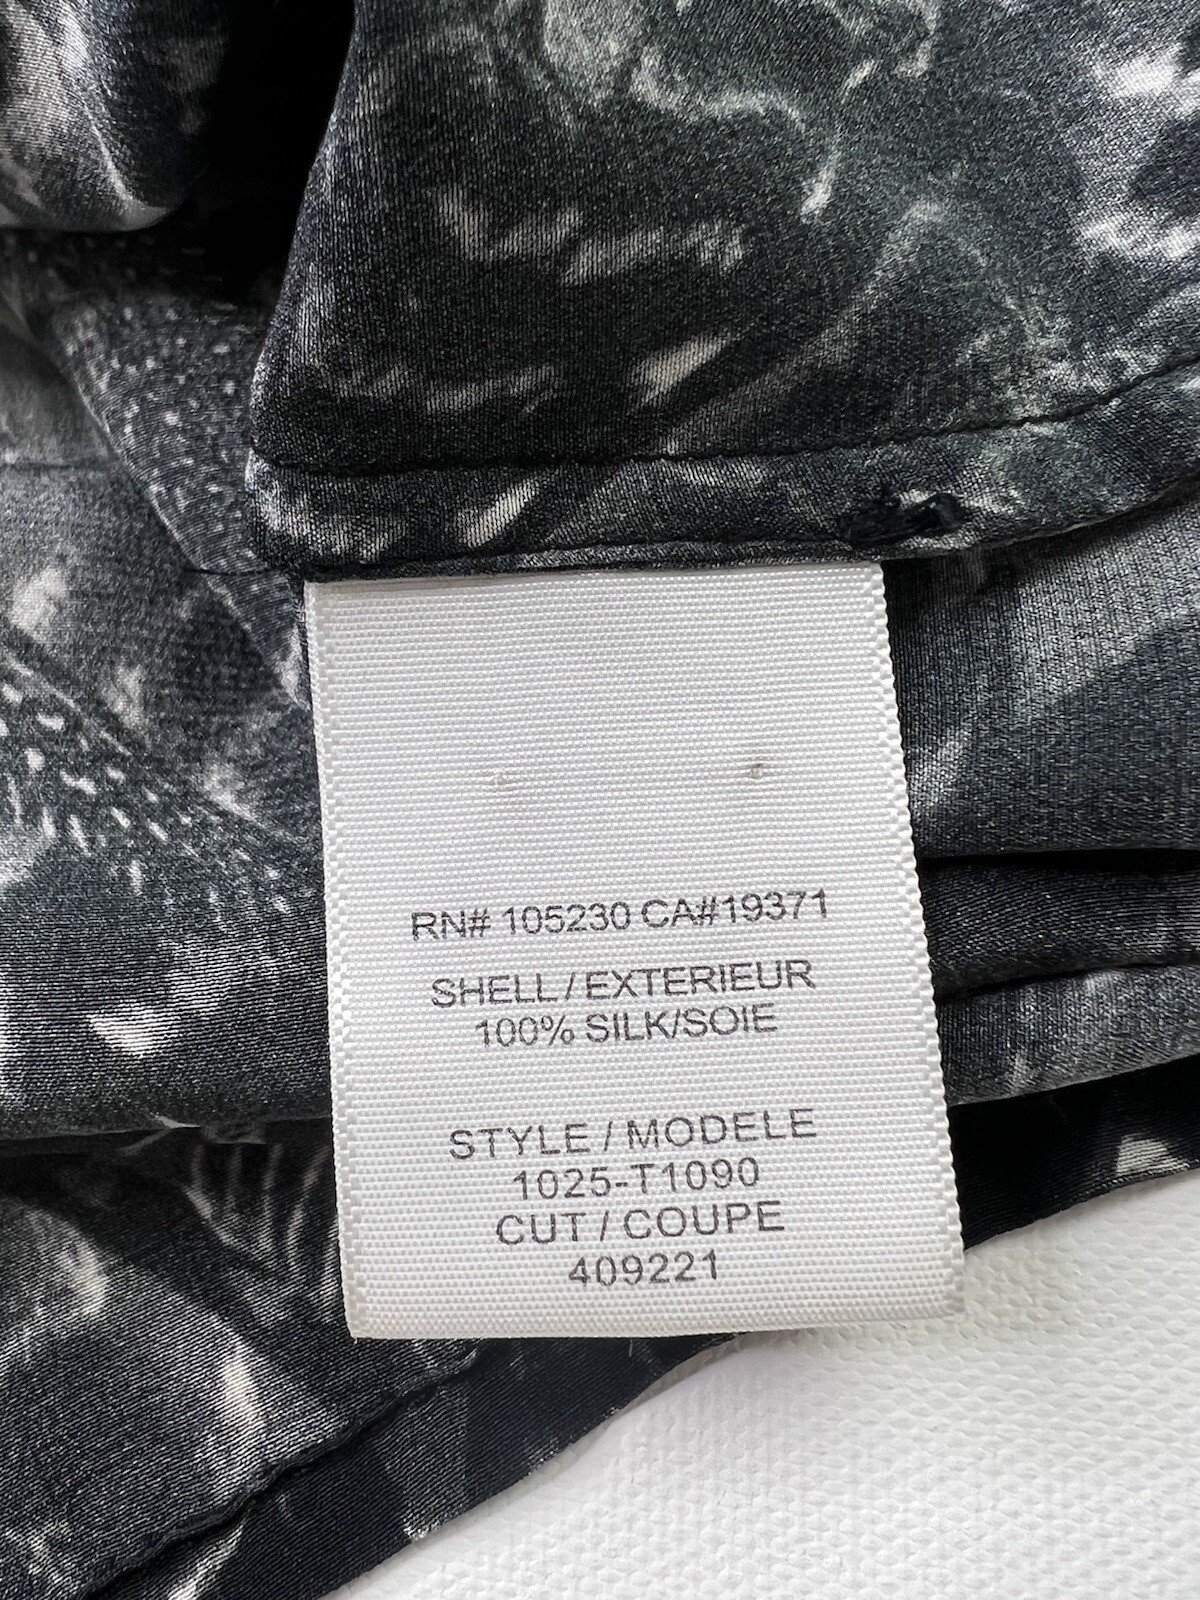 RN# 105230 CA#19371
SHELL / EXTERIEUR
100% SILK/SOIE
STYLE / MODELE
1025-T1090
CUT / COUPE
409221